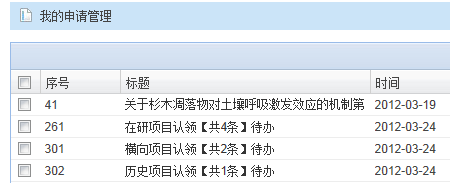 我的申请管理
序号 标题 时间
41 关于杉木凋落物对土壤呼吸激发效应的机制第 2012-03-19
261 在研项目认领【共4条】待办 2012-03-24
301 横向项目认领【共2条】待办 2012-03-24
302 历史项目认领【共1条】待办 2012-03-24